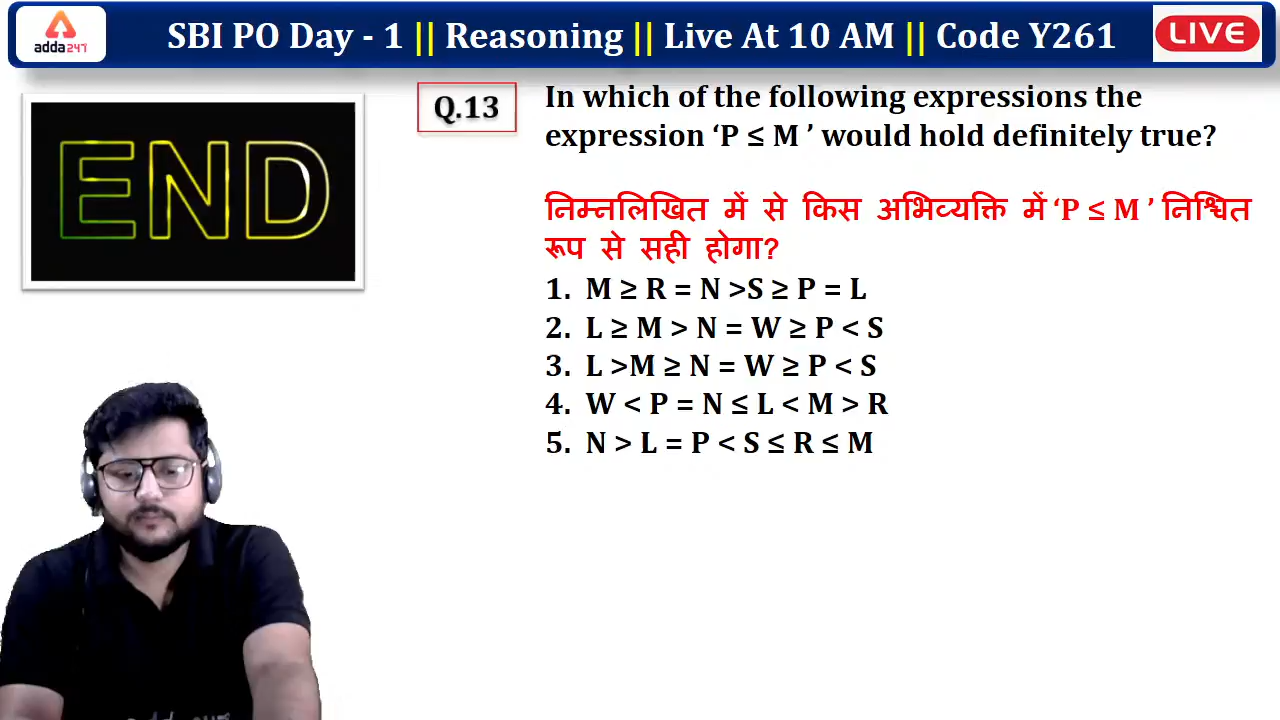 adda247
SBI PO Day - 1 || Reasoning || Live At 10 AM || Code Y261
LIVE
END
Q.13
In which of the following expressions the
expression ‘P ≤ M ’ would hold definitely true?
निम्नलिखित में से किस अभिव्यक्ति में ‘P ≤ M ’ निश्चित
रूप से सही होगा?
1. M ≥ R = N >S ≥ P = L
2. L ≥ M > N = W ≥ P < S
3. L >M ≥ N = W ≥ P < S
4. W < P = N ≤ L < M > R
5. N > L = P < S ≤ R ≤ M